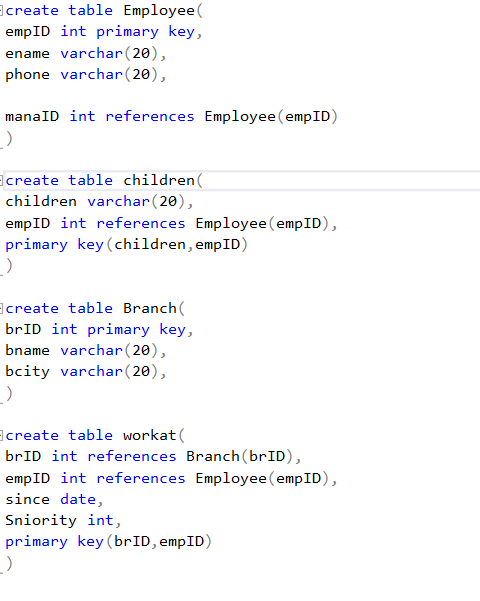 create table Employee(
empID int primary key,
ename varchar(20),
phone varchar(20),
manaID int references Employee(empID)
)
create table children(
children varchar(20),
empID int references Employee(empID),
primary key(children,empID)
)
create table Branch(
brID int primary key,
bname varchar(20),
bcity varchar(20),
)
create table workat(
brID int references Branch(brID),
empID int references Employee(empID),
since date,
Sniority int,
primary key(brID,empID)
)